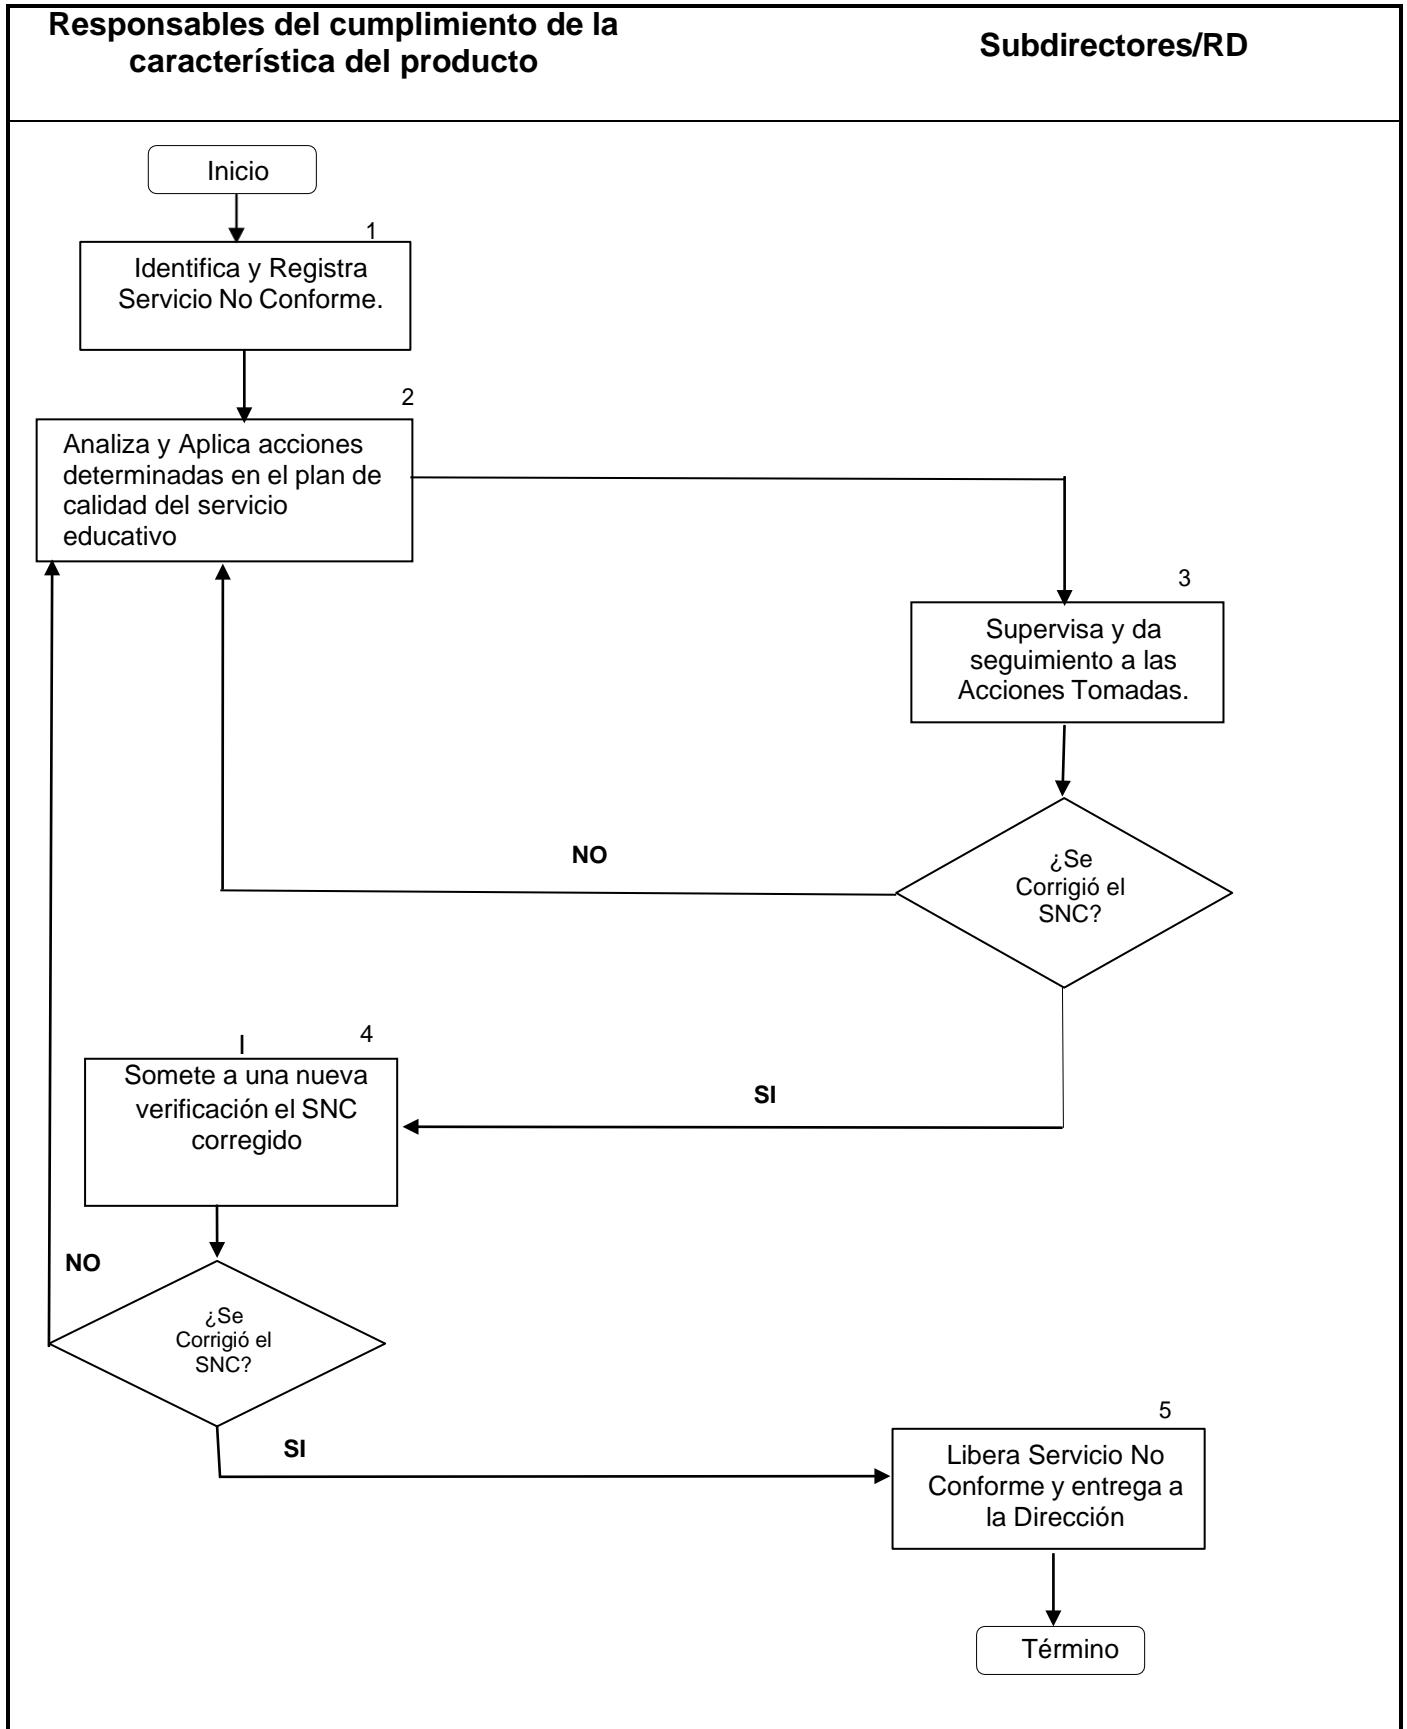 Responsables del cumplimiento de la
característica del producto
Subdirectores/RD
Inicio
1
Identifica y Registra
Servicio No Conforme.
2
Analiza y Aplica acciones
determinadas en el plan de
calidad del servicio
educativo
3
Supervisa y da
seguimiento a las
Acciones Tomadas.
NO
¿Se
Corrigió el
SNC?
4
Somete a una nueva
verificación el SNC
corregido
SI
NO
¿Se
Corrigió el
SNC?
SI
5
Libera Servicio No
Conforme y entrega a
la Dirección
Término